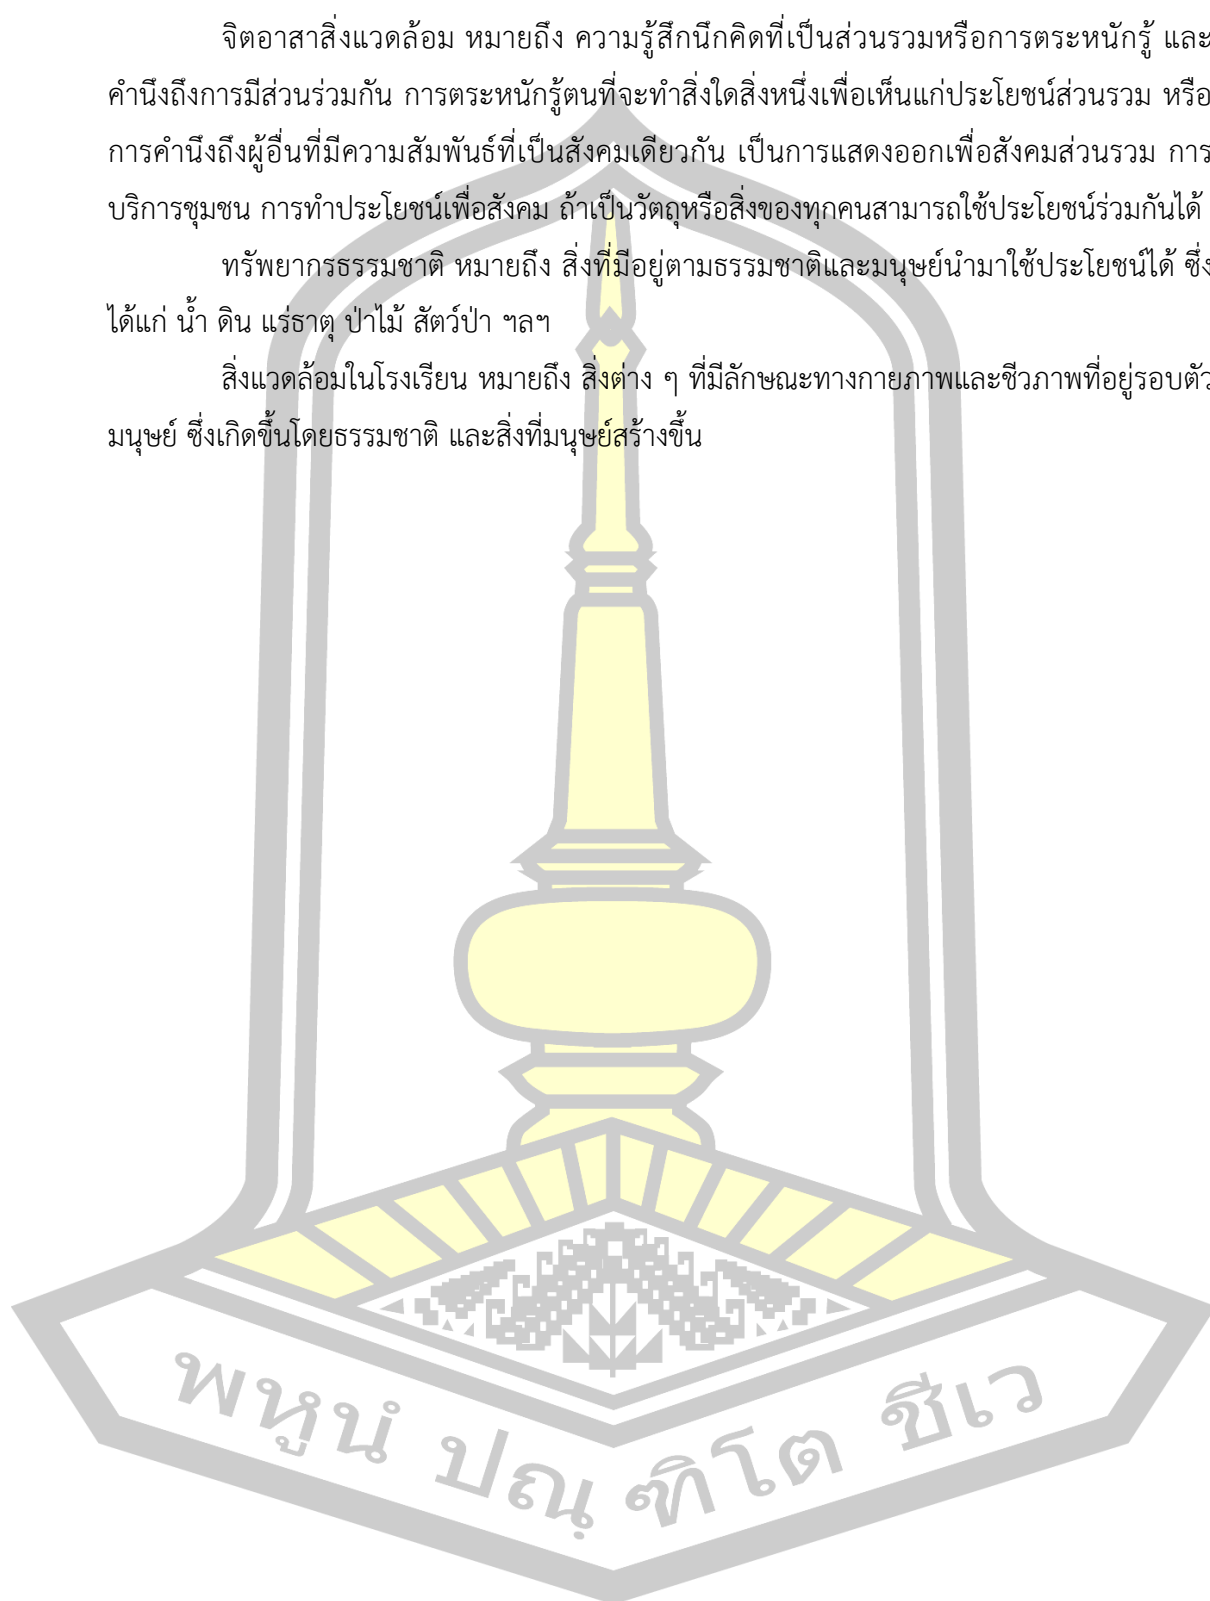 จิตอาสาสิ่งแวดล้อม หมายถึง ความรู้สึกนึกคิดที่เป็นส่วนรวมหรือการตระหนักรู้ และ
คำนึงถึงการมีส่วนร่วมกัน การตระหนักรู้ตนที่จะทำสิ่งใดสิ่งหนึ่งเพื่อเห็นแก่ประโยชน์ส่วนรวม หรือ
การคำนึงถึงผู้อื่นที่มีความสัมพันธ์ที่เป็นสังคมเดียวกัน เป็นการแสดงออกเพื่อสังคมส่วนรวม การ
บริการชุมชน การทำประโยชน์เพื่อสังคม ถ้าเป็นวัตถุหรือสิ่งของทุกคนสามารถใช้ประโยชน์ร่วมกันได้
ทรัพยากรธรรมชาติ หมายถึง สิ่งที่มีอยู่ตามธรรมชาติและมนุษย์นำมาใช้ประโยชน์ได้ ซึ่ง
ได้แก่ น้ำ ดิน แร่ธาตุ ป่าไม้ สัตว์ป่า ฯลฯ
สิ่งแวดล้อมในโรงเรียน หมายถึง สิ่งต่าง ๆ ที่มีลักษณะทางกายภาพและชีวภาพที่อยู่รอบตัว
มนุษย์ ซึ่งเกิดขึ้นโดยธรรมชาติ และสิ่งที่มนุษย์สร้างขึ้น
พหูนํ ปณฺฑิโต ชีเว